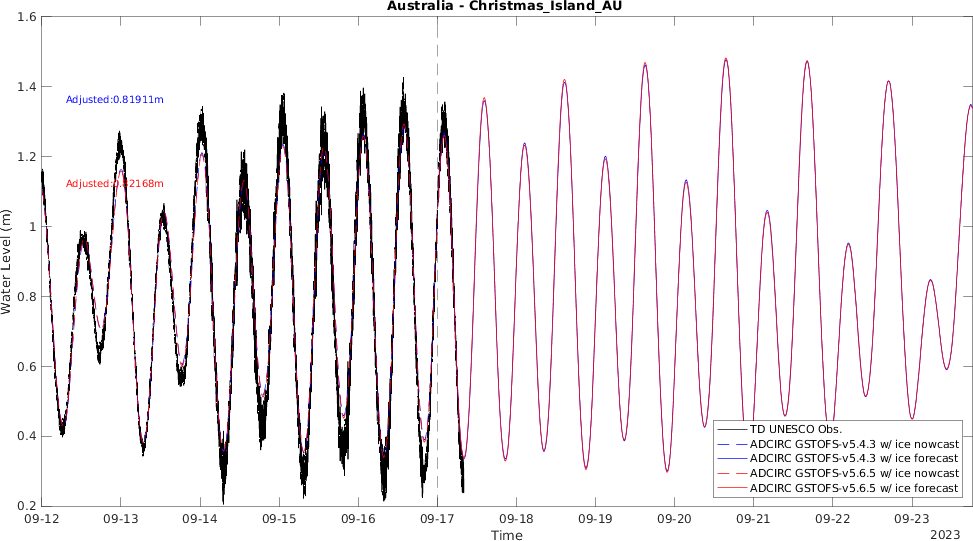 Australia - Christmas_Island_AU
1.6
1.4
1.2
1
0.8
0.6
0.4
0.2
Water Level (m)
Adjusted:0.81911m
Adjusted:0.82168m
TD UNESCO Obs.
ADCIRC GSTOFS-v5.4.3 w/ ice nowcast
ADCIRC GSTOFS-v5.4.3 w/ ice forecast
ADCIRC GSTOFS-v5.6.5 w/ ice nowcast
ADCIRC GSTOFS-v5.6.5 w/ ice forecast
09-12 09-13 09-14 09-15 09-16 09-17 09-18 09-19 09-20 09-21 09-22 09-23
Time
2023